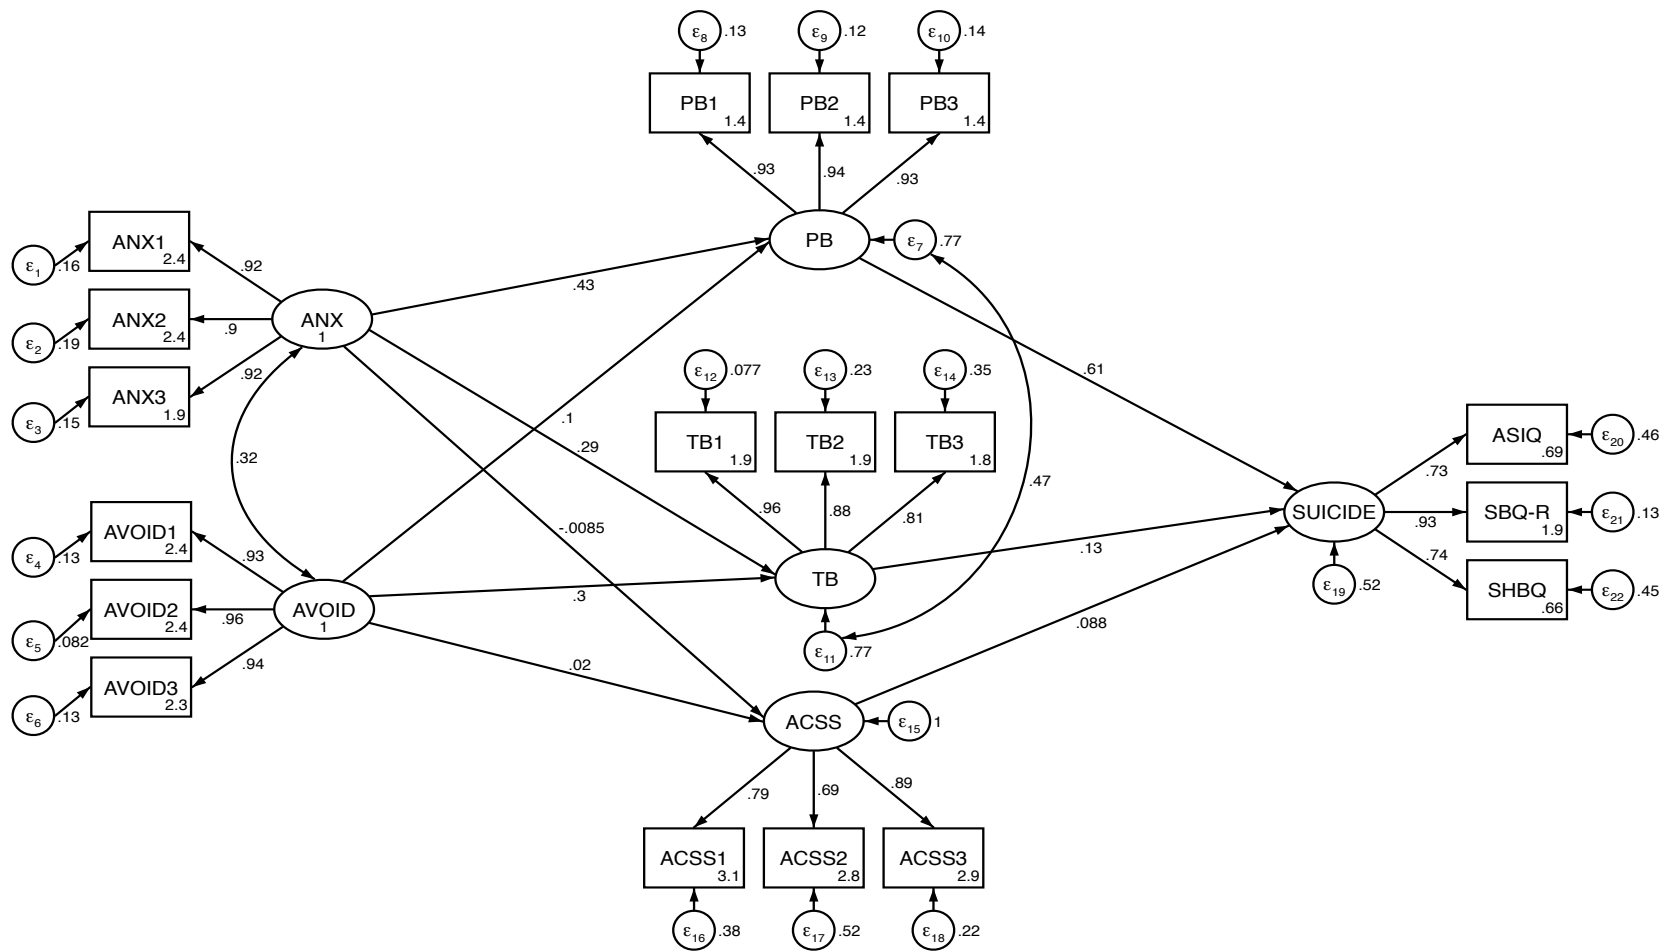 ε8 .13 ε9 .12 ε10 .14
PB1 1.4 PB2 1.4 PB3 1.4
.93 .94 .93
PB ε7 .77
ANX1 2.4
ε1 .16 .92
ANX2 2.4
ε2 .19 .9
ANX3 1.9
ε3 .15 .92
ANX 1
.43
.61
.32
.1
.29
-.0085
.47
ε12 .077 ε13 .23 ε14 .35
TB1 1.9 TB2 1.9 TB3 1.8
.96 .88 .81
TB
ε11 .77
AVOID1 2.4
ε4 .13 .93
AVOID2 2.4
ε5 .082 .96
AVOID3 2.3
ε6 .13 .94
AVOID 1
.3
.02
.13
.088
SUICIDE
ε19 .52
.73 ASIQ .69 ε20 .46
.93 SBQ-R 1.9 ε21 .13
.74 SHBQ .66 ε22 .45
ACSS ε15 1
.79 .69 .89
ACSS1 3.1 ACSS2 2.8 ACSS3 2.9
ε16 .38 ε17 .52 ε18 .22